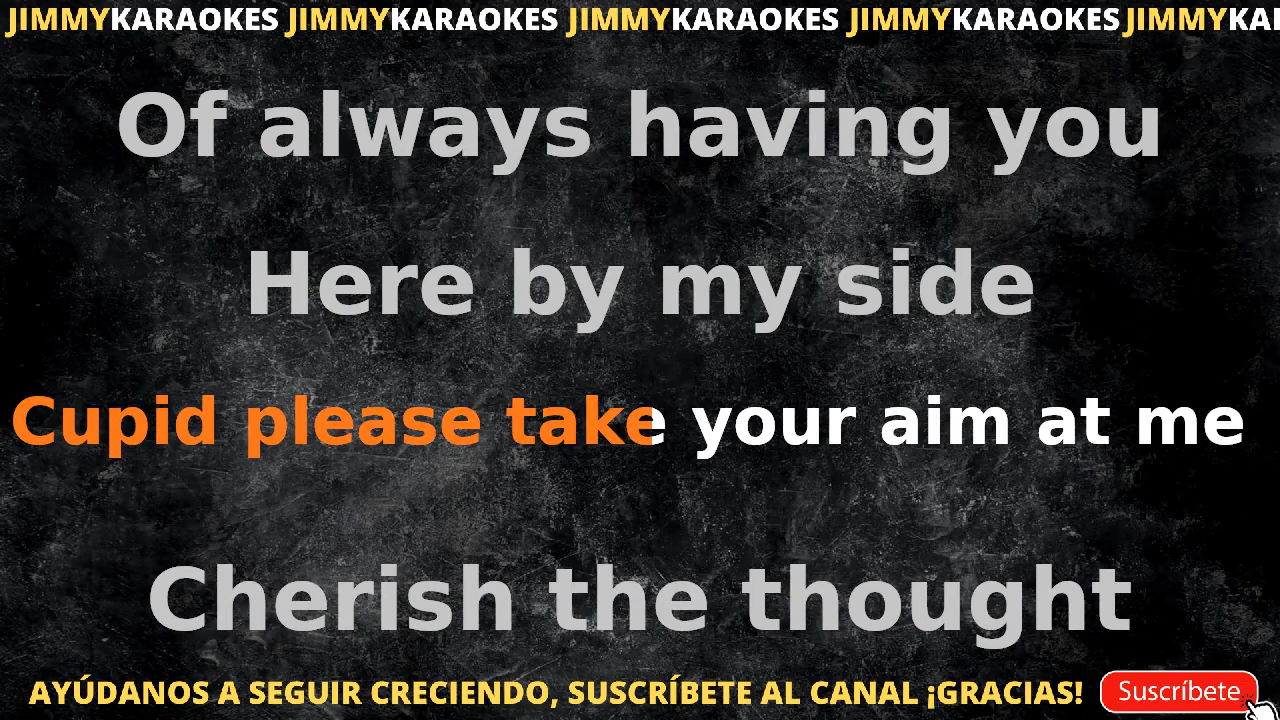 JIMMYKARAOKES JIMMYKARAOKES JIMMYKARAOKES JIMMYKARAOKES JIMMYKAI
Of always having you
Here by my side
Cupid please take your aim at me
Cherish the thought
AYÚDANOS A SEGUIR CRECIENDO, SUSCRÍBETE AL CANAL ¡GRACIAS! Suscríbete